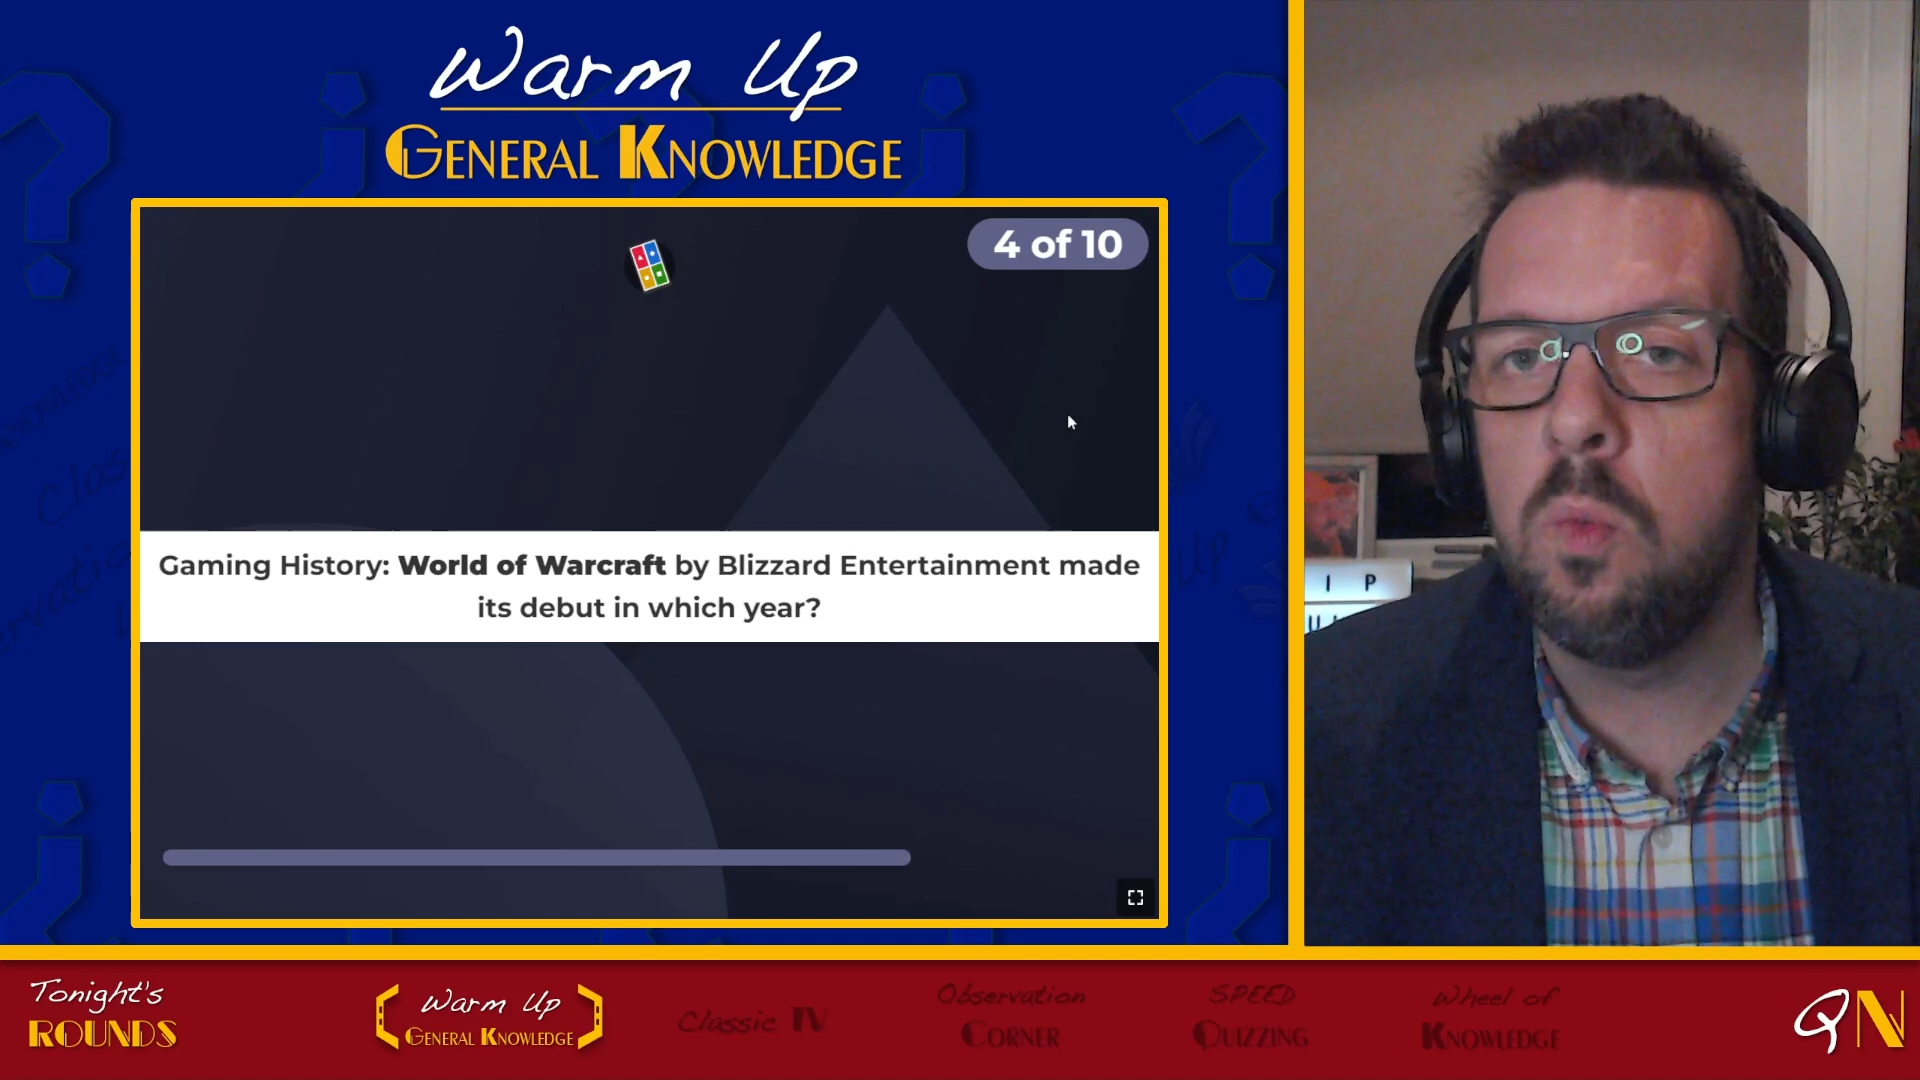 Warm Up
GENERAL KNOWLEDGE
4 of 10
Gaming History: World of Warcraft by Blizzard Entertainment made
its debut in which year?
I P
U
Tonight's
ROUNDS
Warm Up
GENERAL KNOWLEDGE
Classic TV
Observation
CORNER
SPEED
QUIZZING
Wheel of
KNOWLEDGE
QN